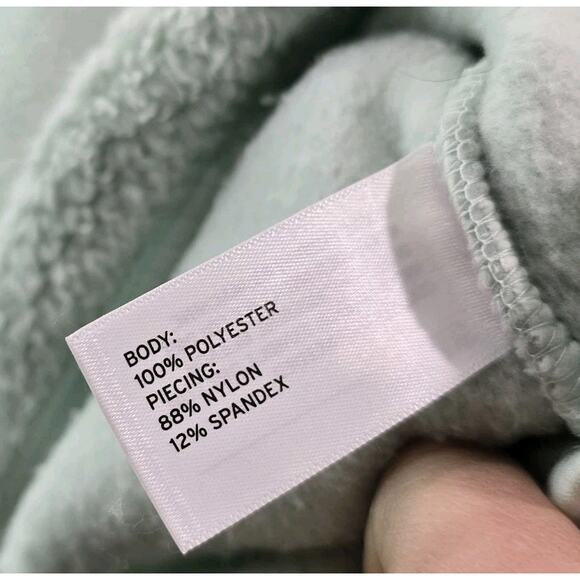 BODY:
100% POLYESTER
PIECING:
88% NYLON
12% SPANDEX